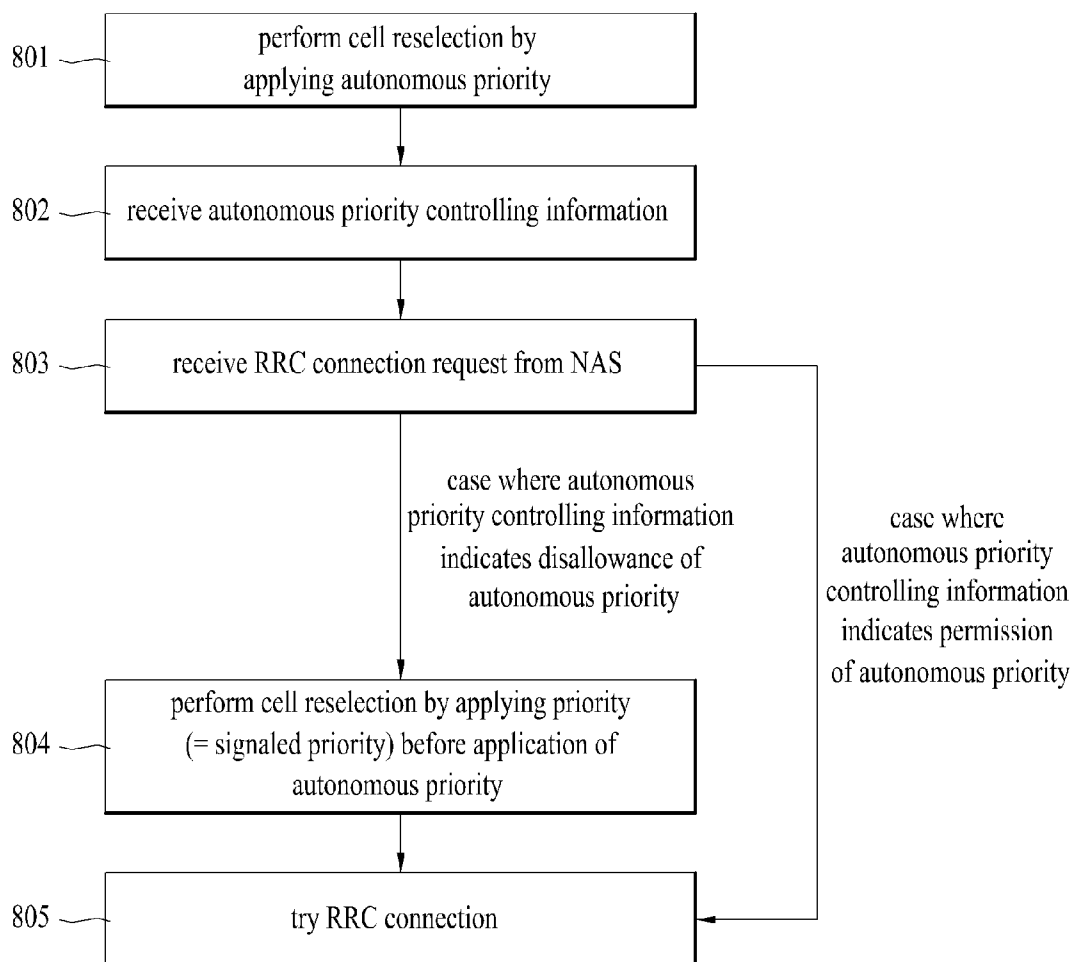 801
perform cell reselection by
applying autonomous priority
802
receive autonomous priority controlling information
803
receive RRC connection request from NAS
case where autonomous
priority controlling information
indicates disallowance of
autonomous priority
case where
autonomous priority
controlling information
indicates permission
of autonomous priority
804
perform cell reselection by applying priority
(= signaled priority) before application of
autonomous priority
805
try RRC connection